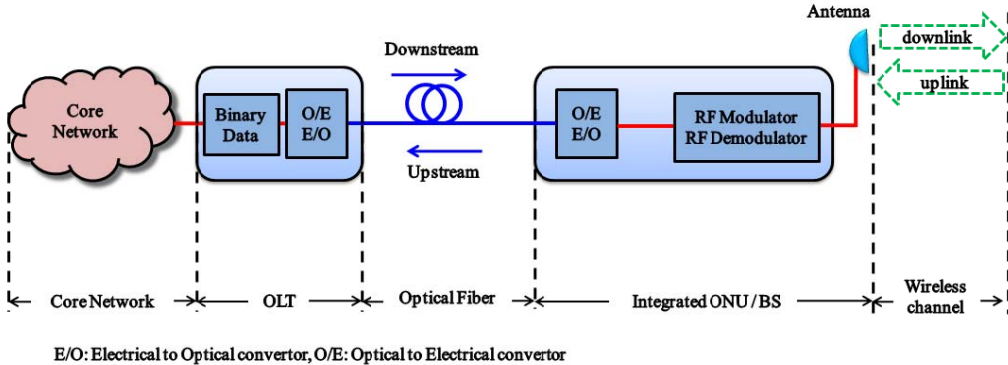 Antenna
downlink
uplink
Downstream
Core
Network
Binary
Data
O/E
E/O
O/E
E/O
RF Modulator
RF Demodulator
Upstream
Core Network
OLT
Optical Fiber
Integrated ONU / BS
Wireless
channel
E/O: Electrical to Optical convertor, O/E: Optical to Electrical convertor